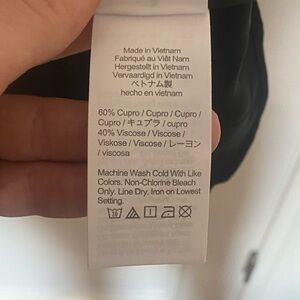 Made in Vietnam
Fabriqué au Viêt Nam
Hergestellt in Vietnam
Vervaardigd in Vietnam
ベトナム製
hecho en vietnam
60% Cupro / Cupro / Cupro /
Cupro / キュプラ / cupro
40% Viscose / Viscose /
Viskose / Viscose / レーヨン
/ viscosa
Machine Wash Cold With Like
Colors. Non-Chlorine Bleach
Only. Line Dry. Iron on Lowest
Setting.